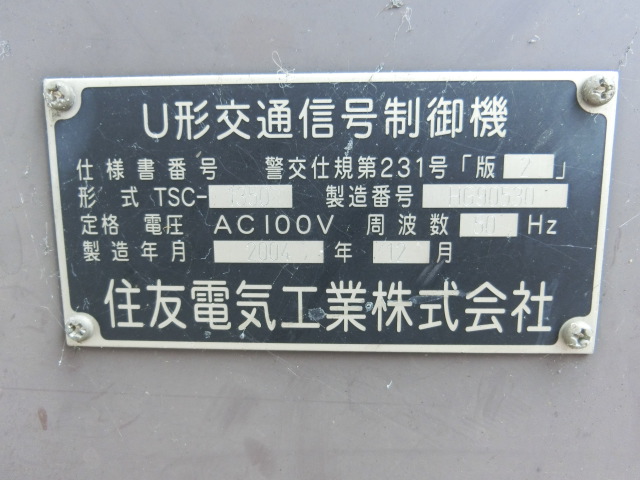 U形交通信号制御機
仕様書番号 警交仕規第231号「版 2 」
形式 TSC- 製造番号
定格電圧 AC100V 周波数 50 Hz
製造年月 2004 年 12 月
住友電気工業株式会社